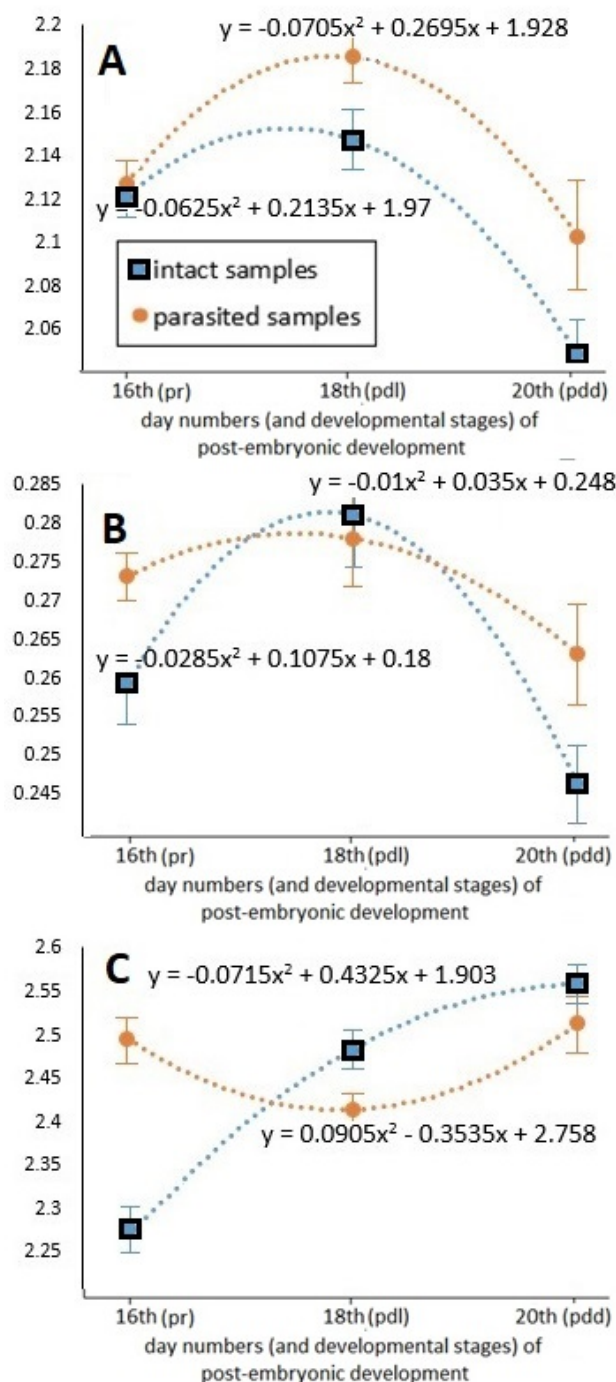 2.2
y = -0.0705x² + 0.2695x + 1.928
A
2.18
2.16
2.14
2.12
y = -0.0625x² + 0.2135x + 1.97
2.1
intact samples
2.08
parasited samples
2.06
16th (pr) 18th (pdl) 20th (pdd)
day numbers (and developmental stages) of
post-embryonic development
0.285
y = -0.01x² + 0.035x + 0.248
B
0.28
0.275
0.27
0.265
y = -0.0285x² + 0.1075x + 0.18
0.26
0.255
0.25
0.245
16th (pr) 18th (pdl) 20th (pdd)
day numbers (and developmental stages) of
post-embryonic development
2.6
C
y = -0.0715x² + 0.4325x + 1.903
2.55
2.5
2.45
2.4
y = 0.0905x² - 0.3535x + 2.758
2.35
2.3
2.25
16th (pr) 18th (pdl) 20th (pdd)
day numbers (and developmental stages) of
post-embryonic development